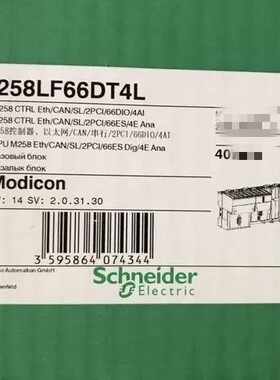 258LF66DT4L
258 CTRL Eth/CAN/SL/2PCI/66DIO/4AI
258 CTRL Eth/CAN/SL/2PCI/66ES/4E Ana
258控制器, 以太网/CAN/串行/2PCI/66DIO/4AI
PU M258 Eth/CAN/SL/2PCI/66ES Dig/4E Ana
азовый блок
азалық блок
40
Modicon
: 14 SV: 2.0.31.30
Automation GmbH
enfeld
Schneider
Electric
3 595864 074344